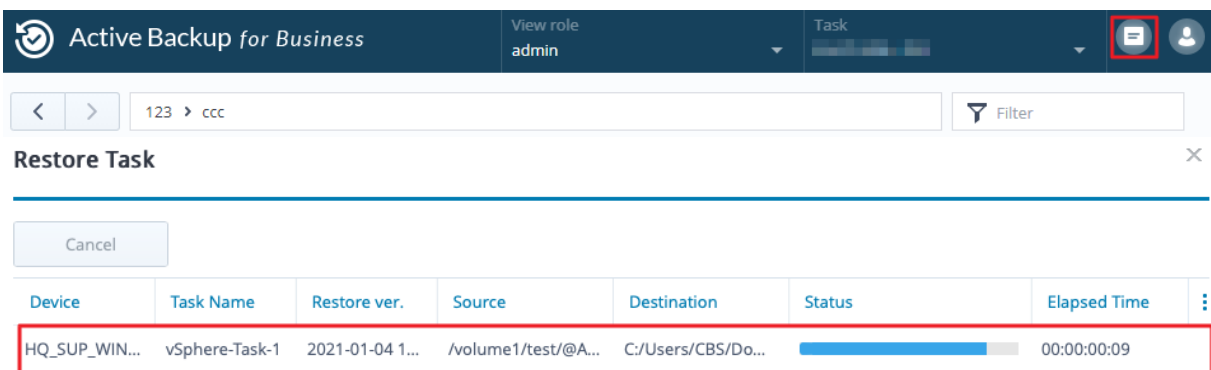 Active Backup for Business
View role
admin
Task
123 > ccc
Filter
Restore Task
Cancel
Device Task Name Restore ver. Source Destination Status Elapsed Time
HQ_SUP_WIN... vSphere-Task-1 2021-01-04 1... /volume1/test/@A... C:/Users/CBS/Do... 00:00:00:09